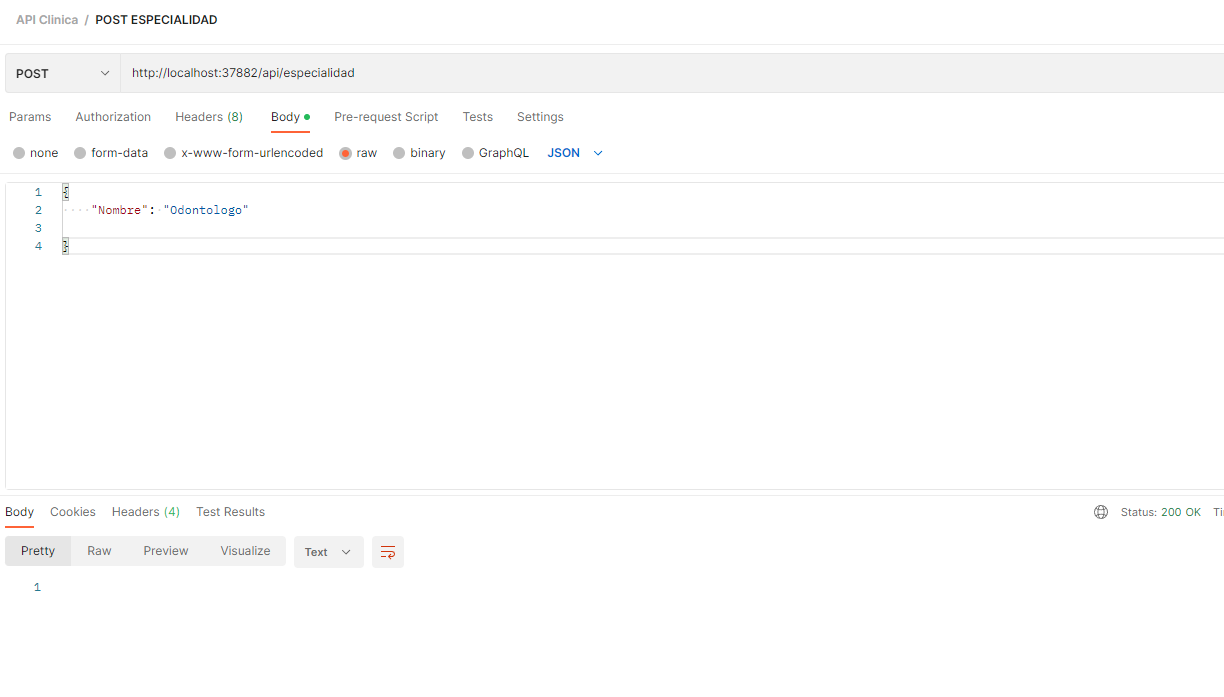 API Clinica / POST ESPECIALIDAD
POST http://localhost:37882/api/especialidad
Params Authorization Headers (8) Body Pre-request Script Tests Settings
none form-data x-www-form-urlencoded raw binary GraphQL JSON
1 {
2 "Nombre": "Odontologo"
3
4 }
Body Cookies Headers (4) Test Results Status: 200 OK
Pretty Raw Preview Visualize Text
1